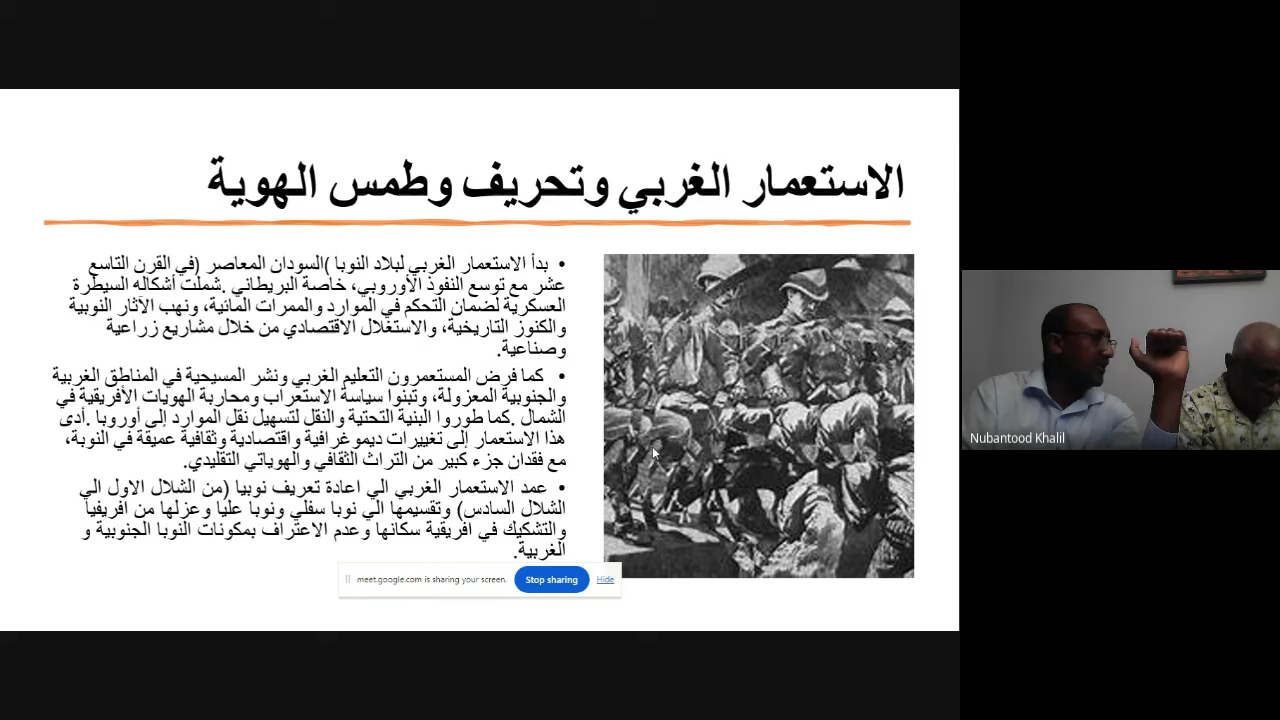 الاستعمار الغربي وتحريف وطمس الهوية
• بدأ الاستعمار الغربي لبلاد النوبا )السودان المعاصر (في القرن التاسع
عشر مع توسع النفوذ الأوروبي، خاصة البريطاني .شملت أشكاله السيطرة
العسكرية لضمان التحكم في الموارد والممرات المائية، ونهب الآثار النوبية
والكنوز التاريخية، والاستغلال الاقتصادي من خلال مشاريع زراعية
وصناعية.
• كما فرض المستعمرون التعليم الغربي ونشر المسيحية في المناطق الغربية
والجنوبية المعزولة، وتبنوا سياسة الاستعراب ومحاربة الهويات الأفريقية في
الشمال .كما طوروا البنية التحتية والنقل لتسهيل نقل الموارد إلى أوروبا .أدى
هذا الاستعمار إلى تغييرات ديموغرافية واقتصادية وثقافية عميقة في النوبة،
مع فقدان جزء كبير من التراث الثقافي والهوياتي التقليدي.
• عمد الاستعمار الغربي الي اعادة تعريف نوبيا (من الشلال الاول الي
الشلال السادس) وتقسيمها الي نوبا سفلي ونوبا عليا وعزلها من افريقيا
والتشكيك في افريقية سكانها وعدم الاعتراف بمكونات النوبا الجنوبية و
الغربية.
meet.google.com is sharing your screen.
Stop sharing
Hide
Nubantood Khalil